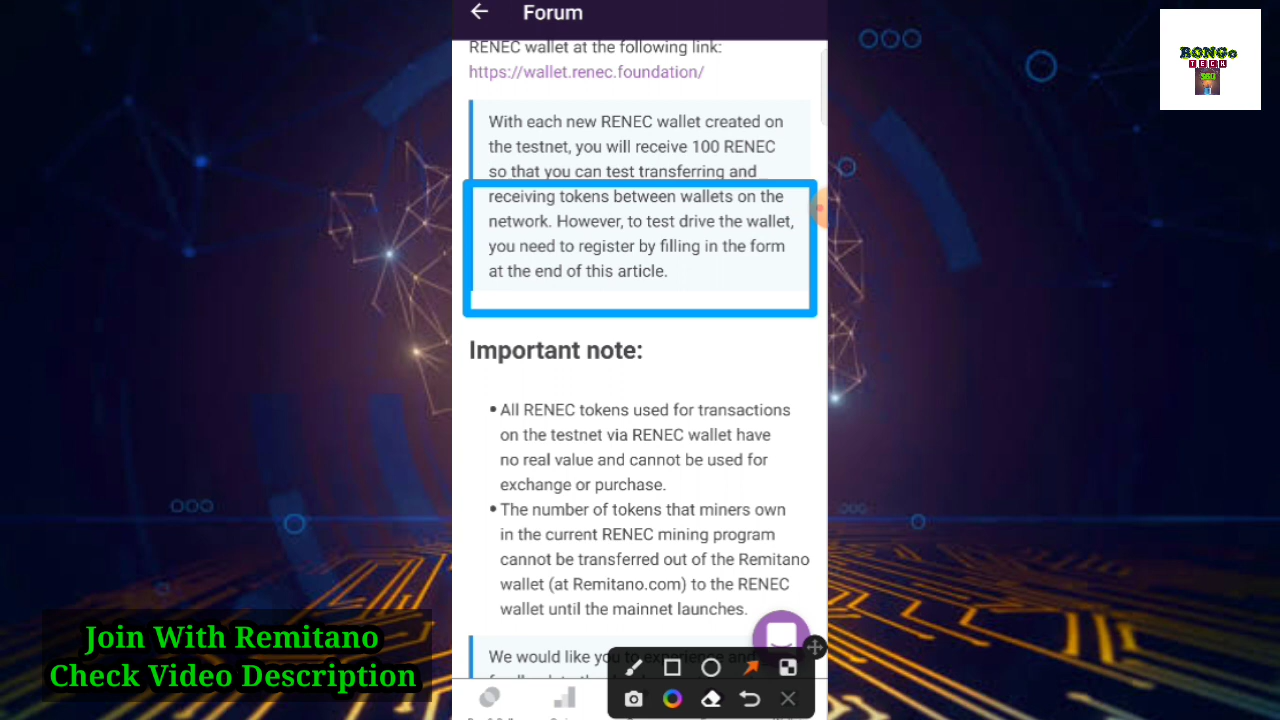 Forum
RENEC wallet at the following link:
https://wallet.renec.foundation/
With each new RENEC wallet created on
the testnet, you will receive 100 RENEC
so that you can test transferring and
receiving tokens between wallets on the
network. However, to test drive the wallet,
you need to register by filling in the form
at the end of this article.
Important note:
• All RENEC tokens used for transactions
on the testnet via RENEC wallet have
no real value and cannot be used for
exchange or purchase.
• The number of tokens that miners own
in the current RENEC mining program
cannot be transferred out of the Remitano
wallet (at Remitano.com) to the RENEC
wallet until the mainnet launches.
We would like you to experience and
BONGo
TECH
Join With Remitano
Check Video Description